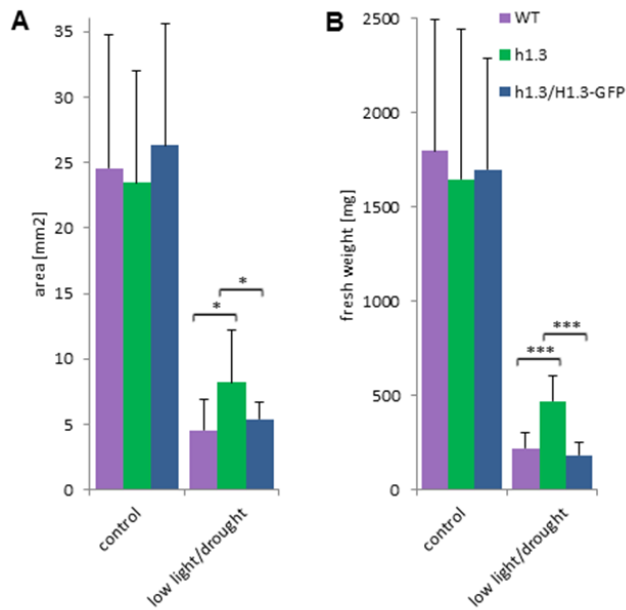 A
area [mm2]
35
30
25
20
15
10
5
0
*
*
control
low light/drought
B
fresh weight [mg]
2500
2000
1500
1000
500
0
WT
h1.3
h1.3/H1.3-GFP
***
***
control
low light/drought